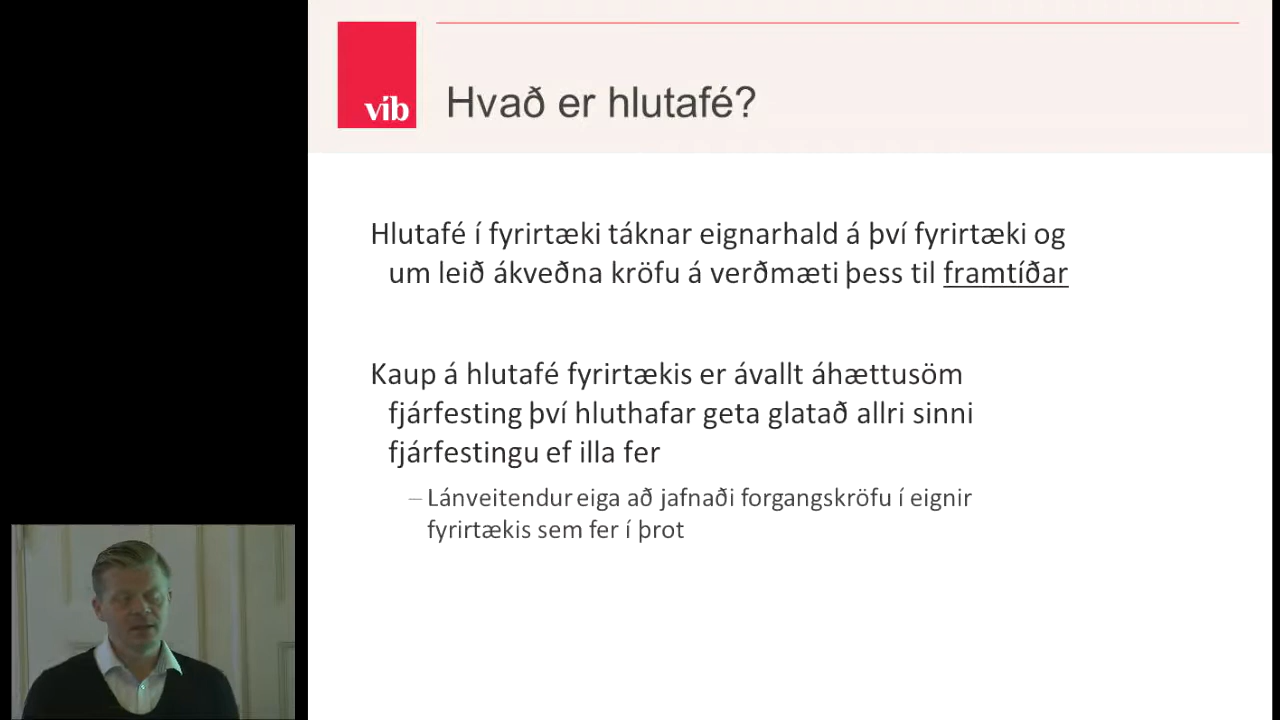 víb
Hvað er hlutafé?
Hlutafé í fyrirtæki táknar eignarhald á því fyrirtæki og
um leið ákveðna kröfu á verðmæti þess til framtíðar
Kaup á hlutafé fyrirtækis er ávallt áhættusöm
fjárfesting því hluthafar geta glatað allri sinni
fjárfestingu ef illa fer
– Lánveitendur eiga að jafnaði forgangskröfu í eignir
fyrirtækis sem fer í þrot